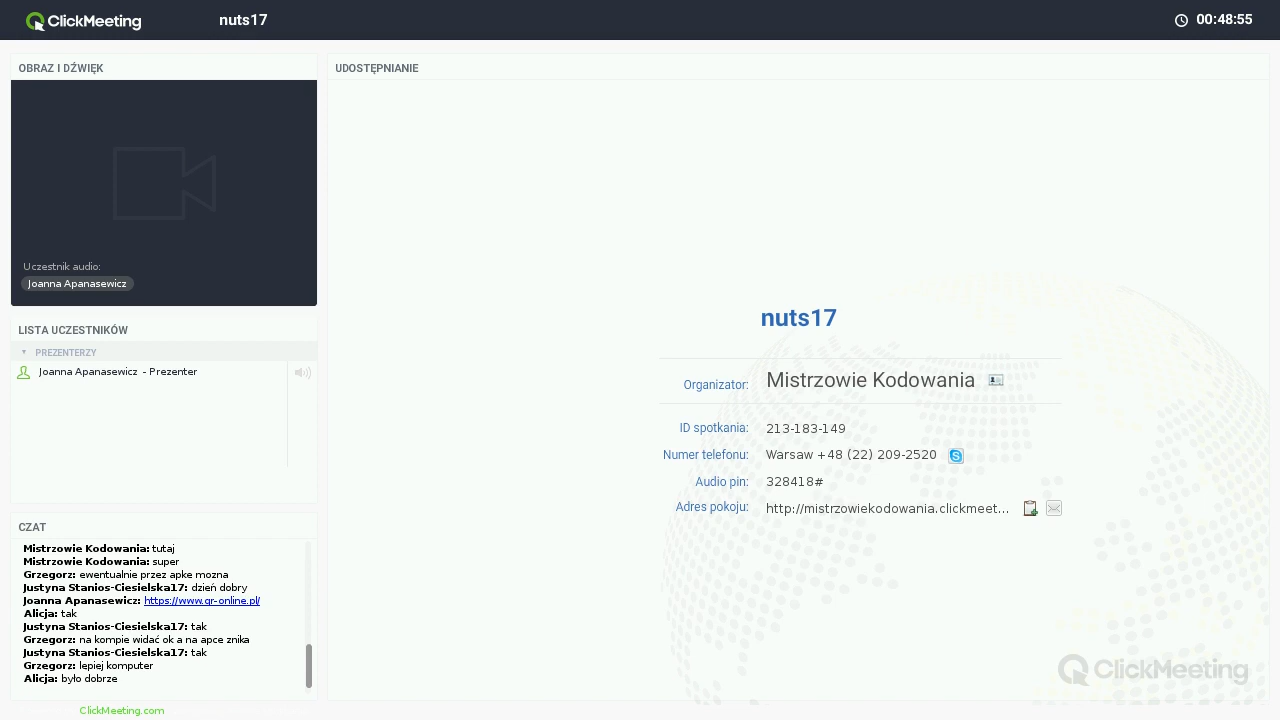 ClickMeeting
nuts17
00:48:55
OBRAZ I DŹWIĘK
Uczestnik audio:
Joanna Apanasewicz
LISTA UCZESTNIKÓW
PREZENTERZY
Joanna Apanasewicz - Prezenter
CZAT
Mistrzowie Kodowania: tutaj
Mistrzowie Kodowania: super
Grzegorz: ewentualnie przez apke mozna
Justyna Stanios-Ciesielska17: dzień dobry
Joanna Apanasewicz: https://www.qr-online.pl/
Alicja: tak
Justyna Stanios-Ciesielska17: tak
Grzegorz: na kompie widać ok a na apce znika
Justyna Stanios-Ciesielska17: tak
Grzegorz: lepiej komputer
Alicja: było dobrze
ClickMeeting.com
UDOSTĘPNIANIE
nuts17
Organizator: Mistrzowie Kodowania
ID spotkania: 213-183-149
Numer telefonu: Warsaw +48 (22) 209-2520
Audio pin: 328418#
Adres pokoju: http://mistrzowiekodowania.clickmeet...
ClickMeeting